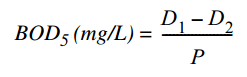 BOD₅ (mg/L) = (D₁ – D₂) / P